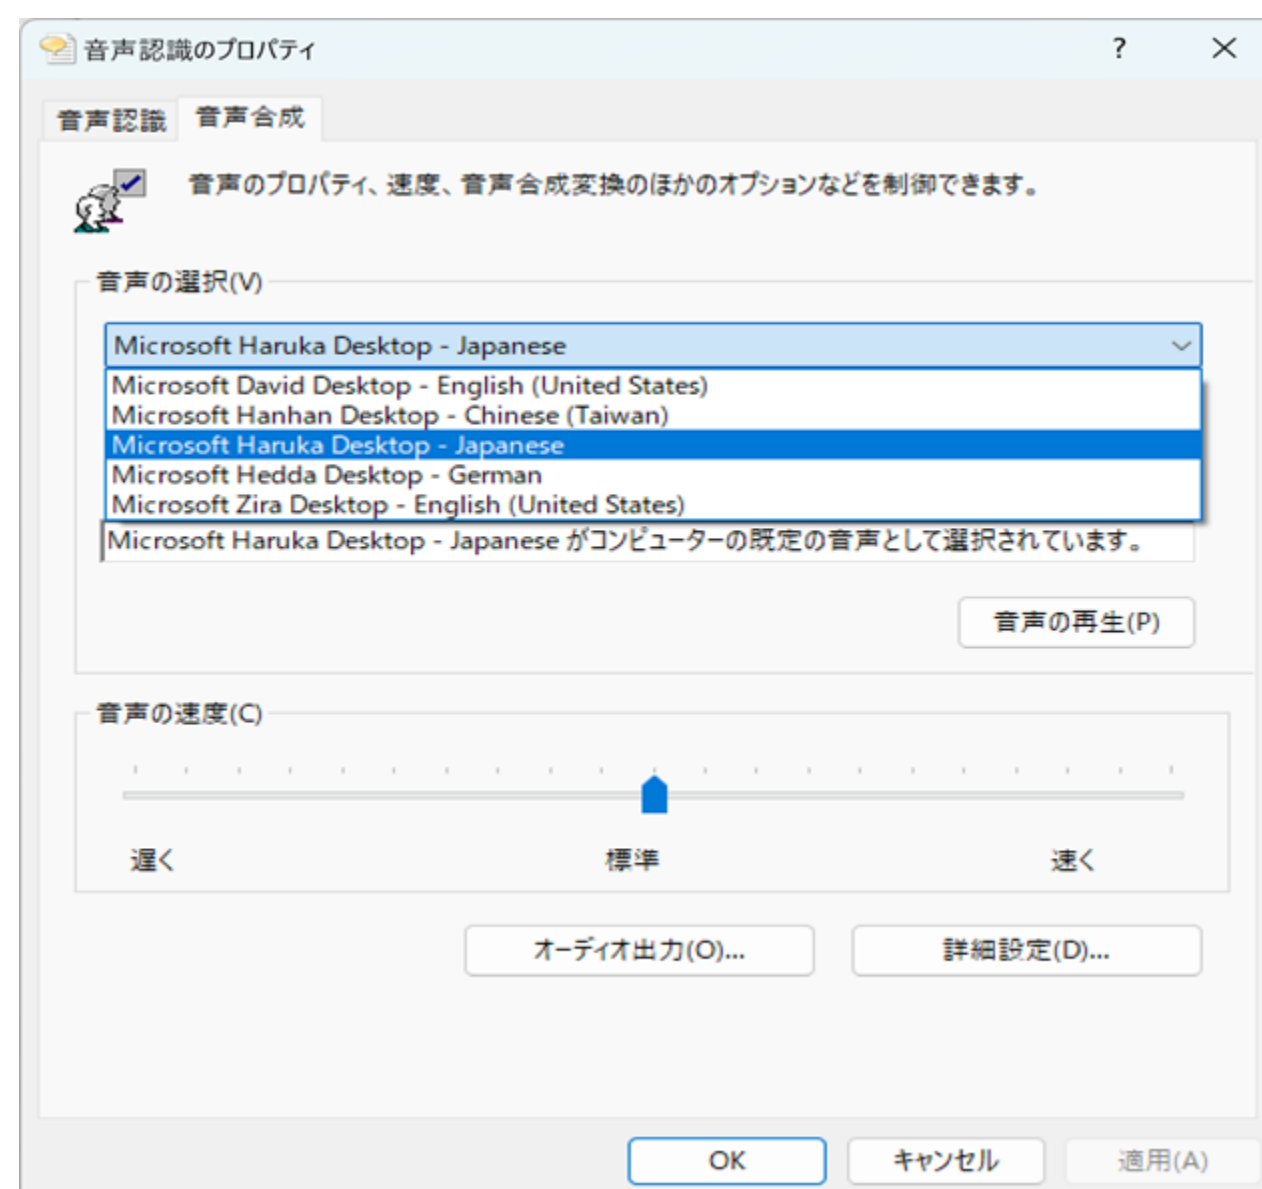 音声認識のプロパティ
?
音声認識
音声合成
音声のプロパティ、速度、音声合成変換のほかのオプションなどを制御できます。
音声の選択(V)
Microsoft Haruka Desktop - Japanese
Microsoft David Desktop - English (United States)
Microsoft Hanhan Desktop - Chinese (Taiwan)
Microsoft Haruka Desktop - Japanese
Microsoft Hedda Desktop - German
Microsoft Zira Desktop - English (United States)
Microsoft Haruka Desktop - Japanese がコンピューターの既定の音声として選択されています。
音声の再生(P)
音声の速度(C)
遅く 標準 速く
オーディオ出力(O)... 詳細設定(D)...
OK キャンセル 適用(A)